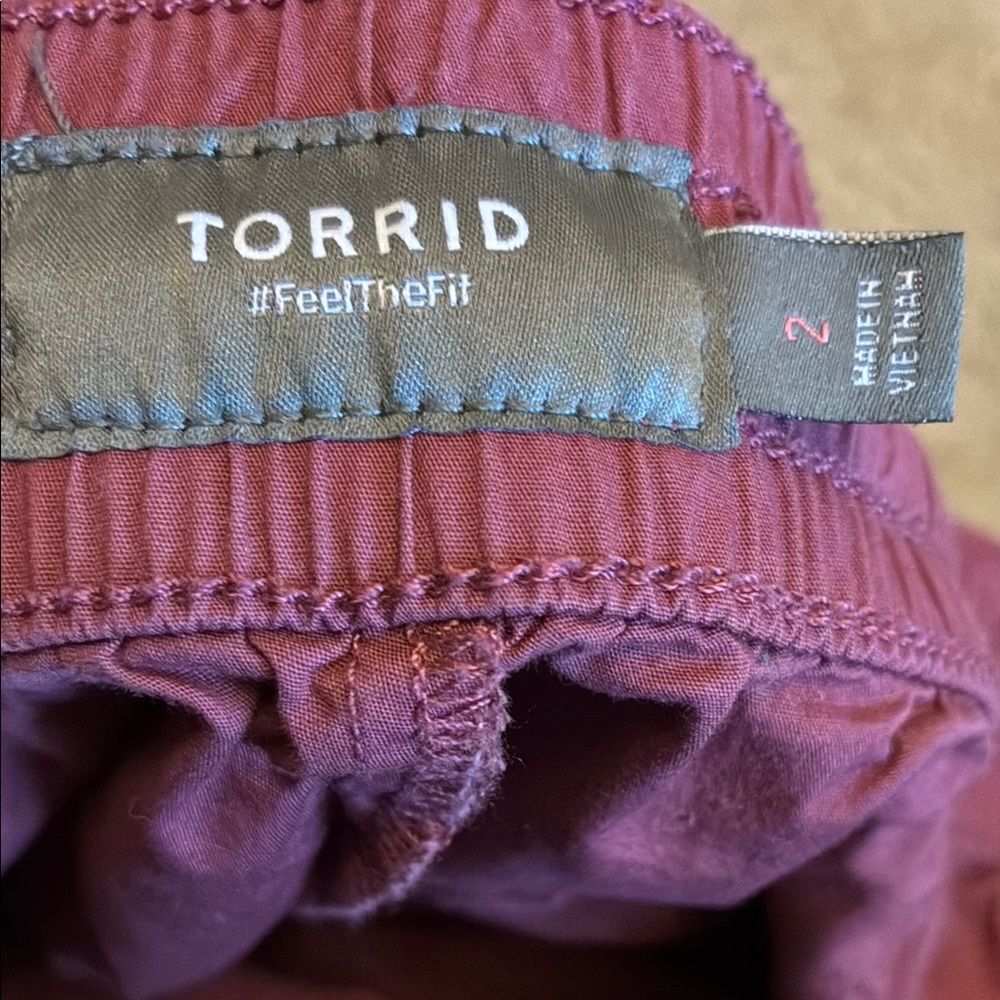 TORRID
#FeelTheFit
2
MADE IN
VIETNAM